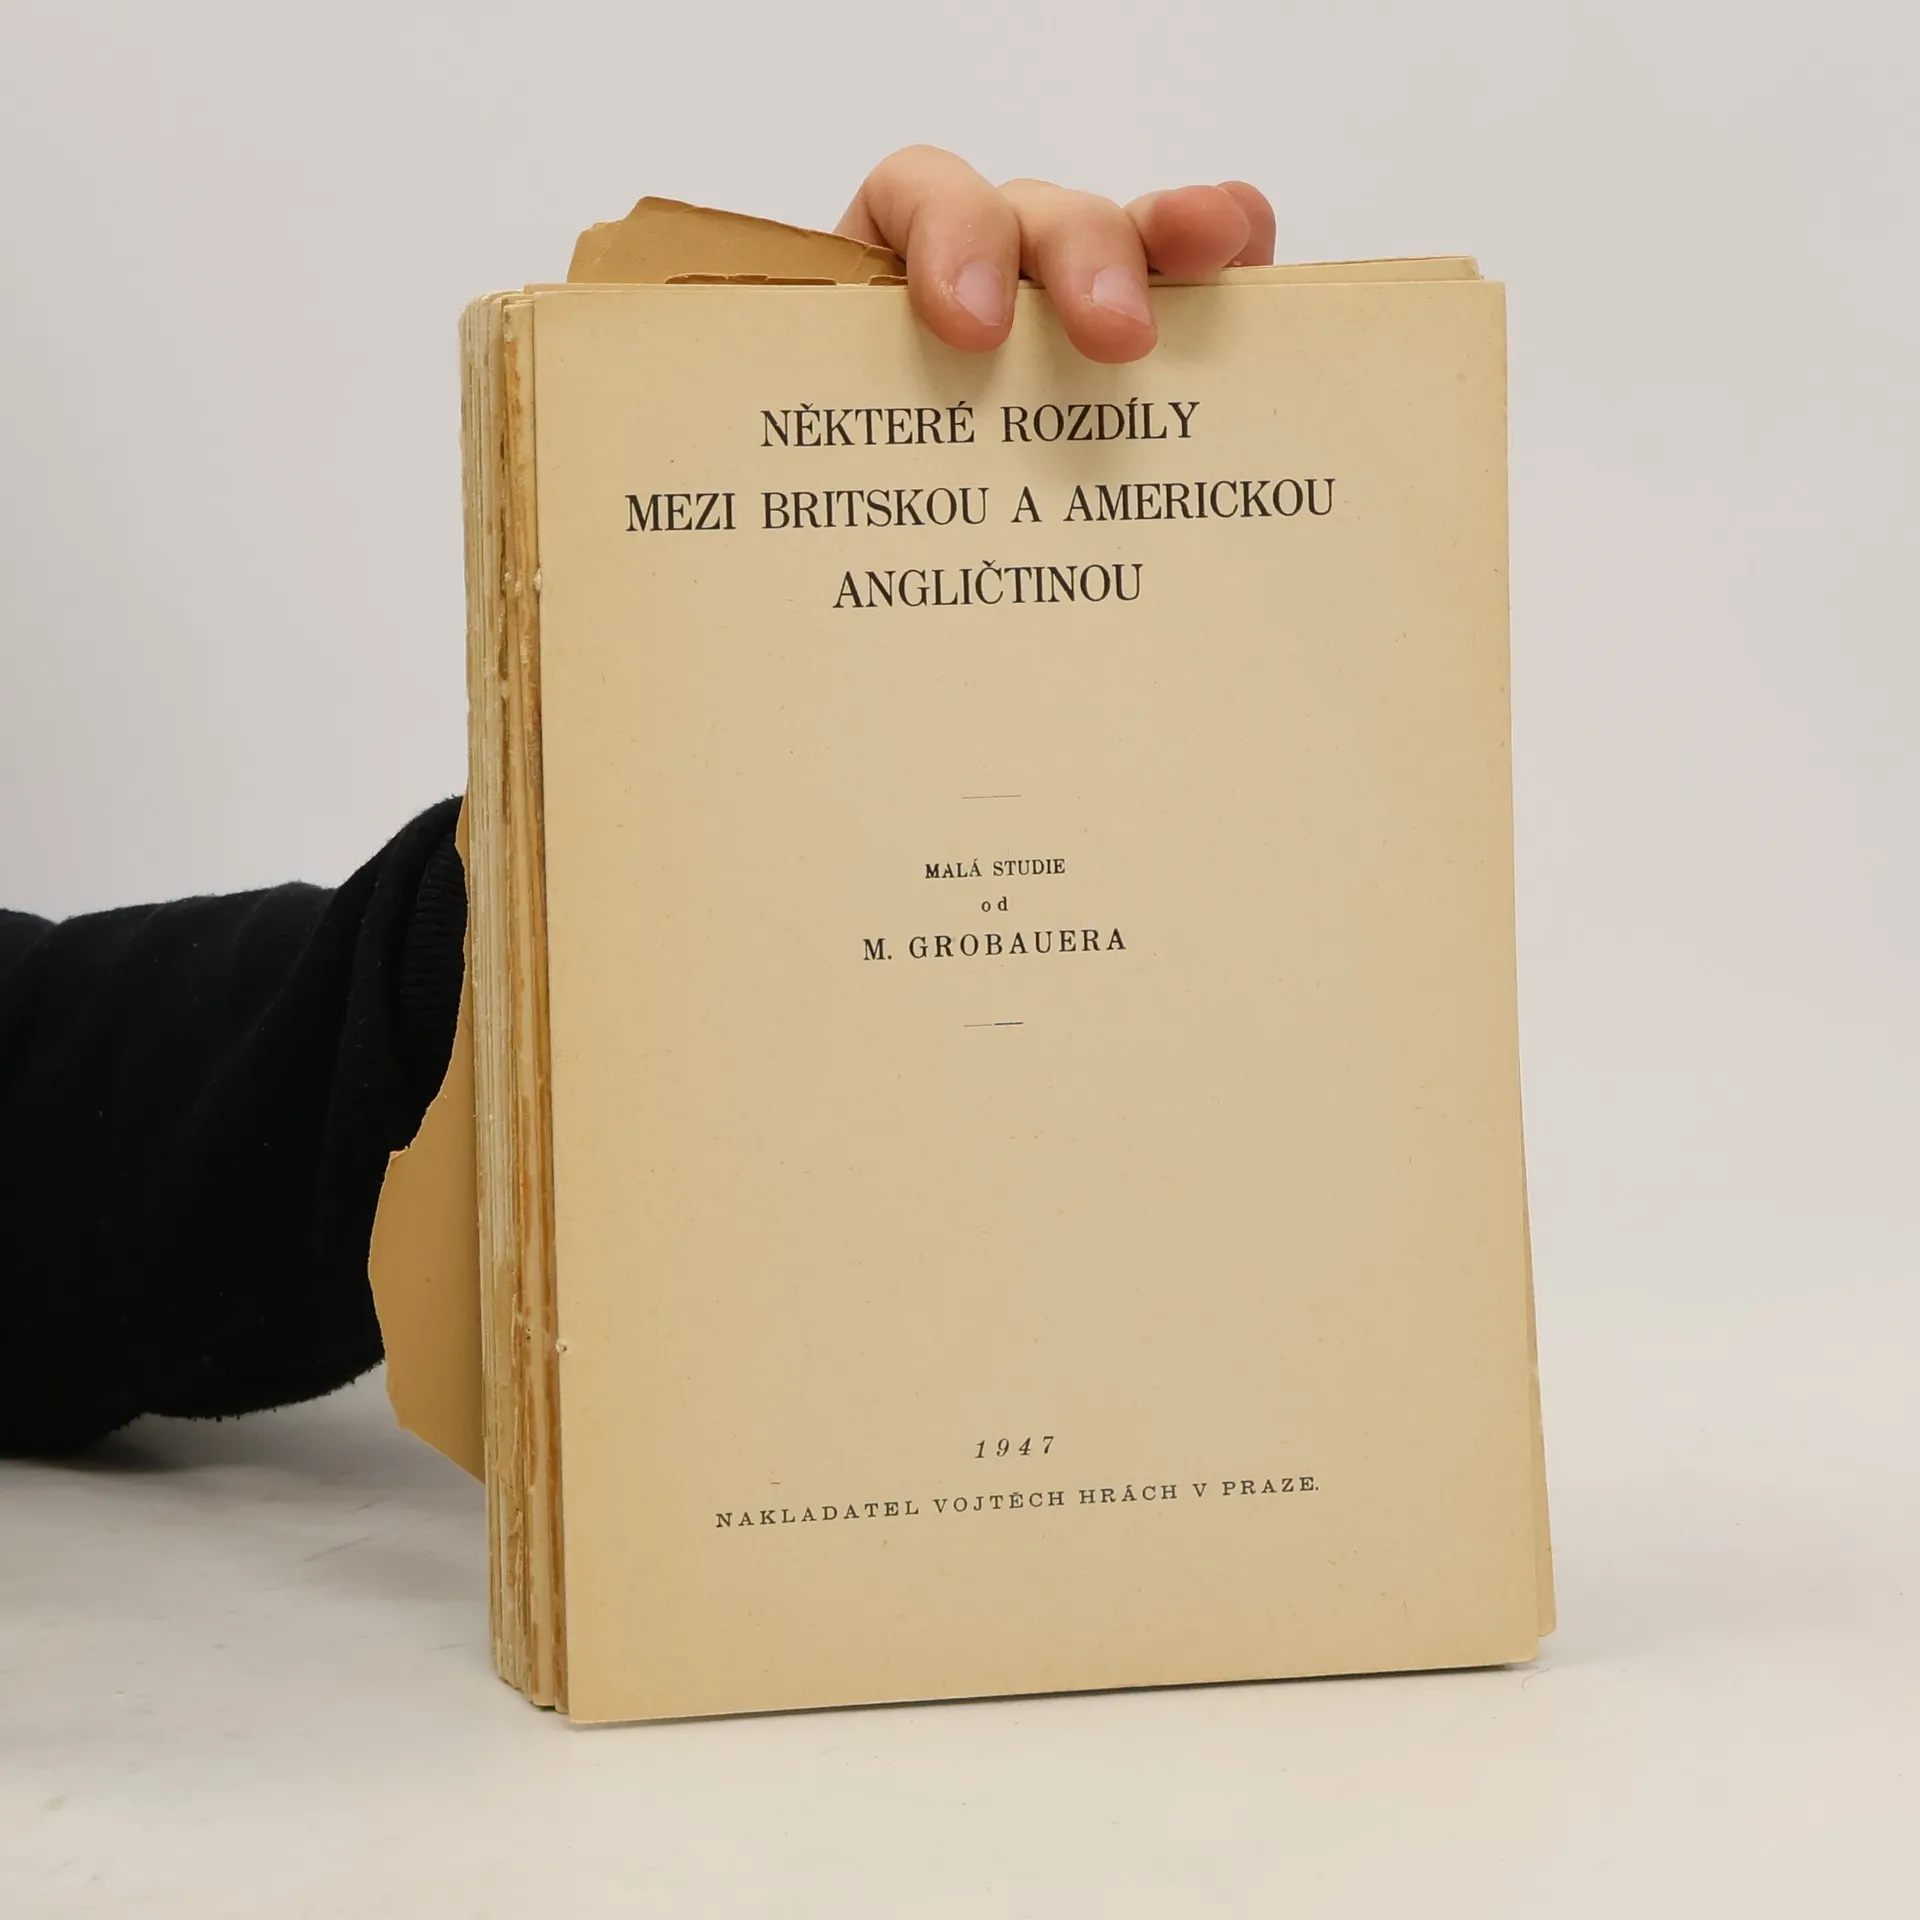 NĚKTERÉ ROZDÍLY
MEZI BRITSKOU A AMERICKOU
ANGLIČTINOU
MALÁ STUDIE
od
M. GROBAUERA
1947
NAKLADATEL VOJTĚCH HRÁCH V PRAZE.